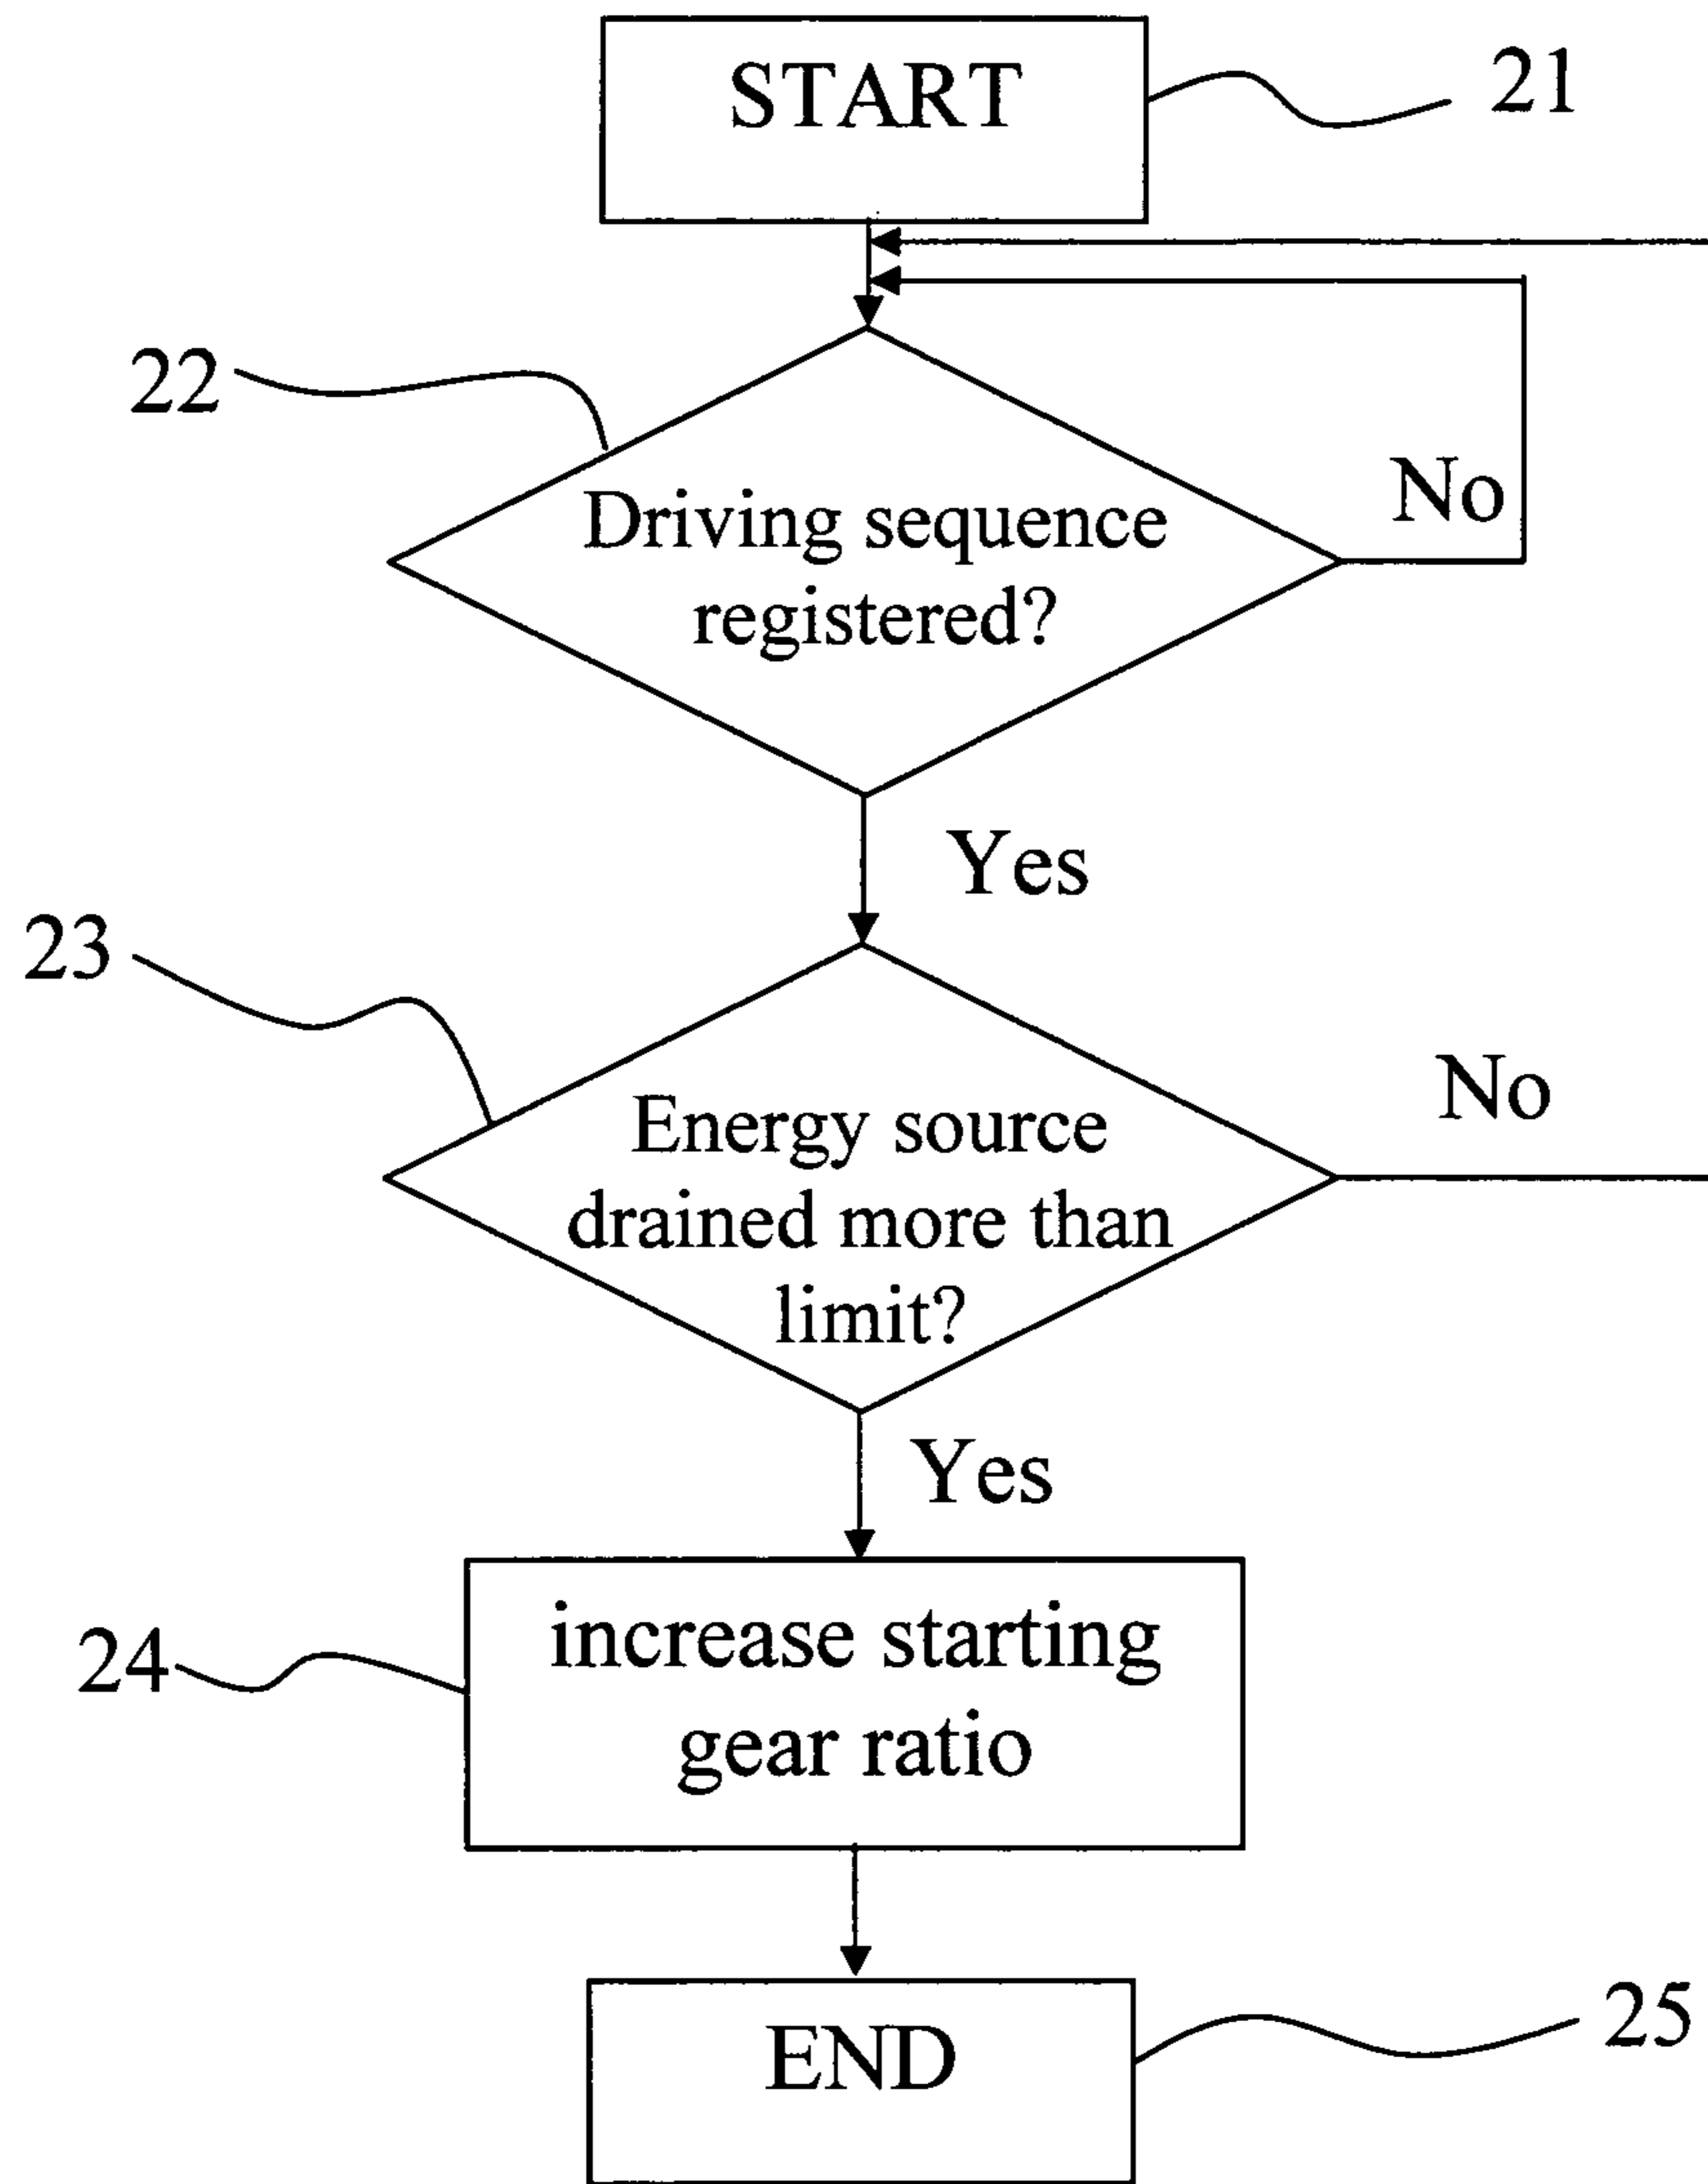 START
21
22
Driving sequence
registered?
No
Yes
23
Energy source
drained more than
limit?
No
Yes
24
increase starting
gear ratio
END
25